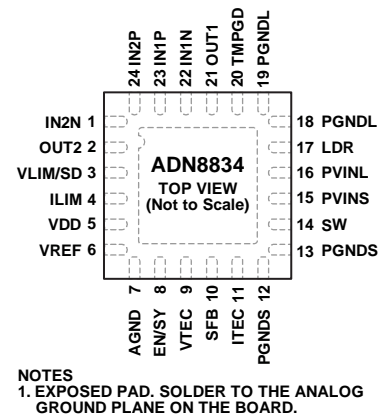 24 IN2P
23 IN1P
22 IN1N
21 OUT1
20 TMPGD
19 PGNDL
IN2N 1
OUT2 2
VLIM/SD 3
ILIM 4
VDD 5
VREF 6
ADN8834
TOP VIEW
(Not to Scale)
18 PGNDL
17 LDR
16 PVINL
15 PVINS
14 SW
13 PGNDS
AGND 7
EN/SY 8
VTEC 9
SFB 10
ITEC 11
PGNDS 12
NOTES
1. EXPOSED PAD. SOLDER TO THE ANALOG
GROUND PLANE ON THE BOARD.